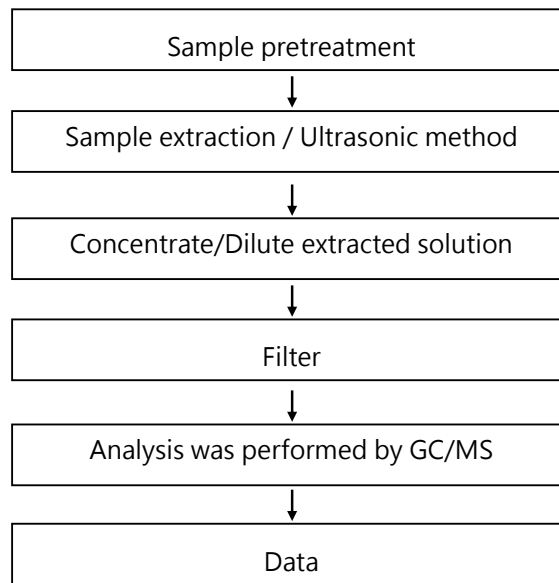 Sample pretreatment
Sample extraction / Ultrasonic method
Concentrate/Dilute extracted solution
Filter
Analysis was performed by GC/MS
Data